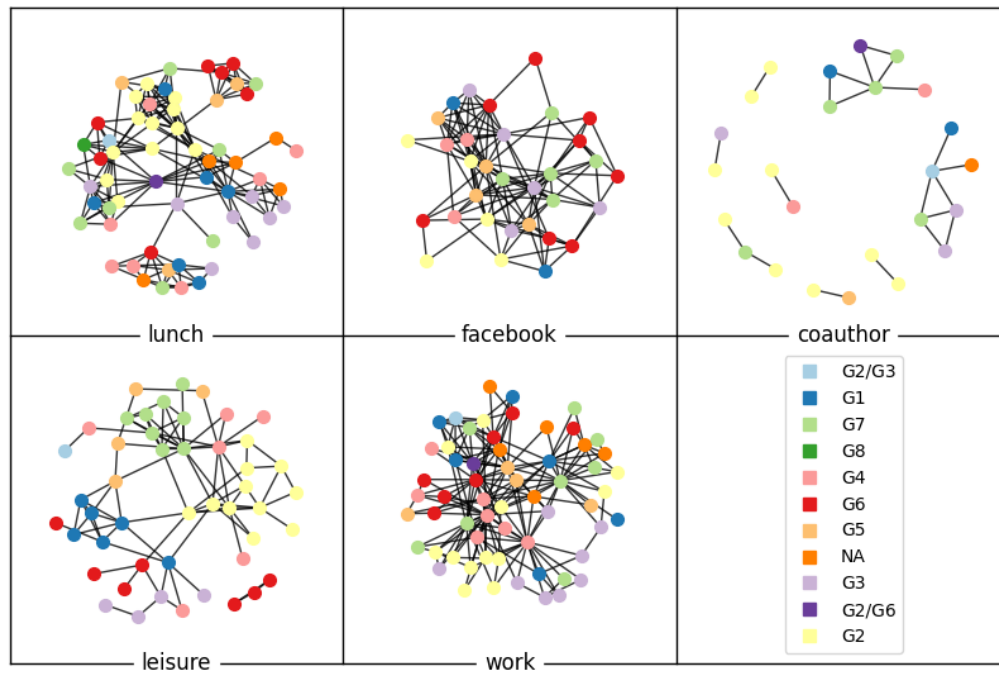 lunch
facebook
coauthor
G2/G3
G1
G7
G8
G4
G6
G5
NA
G3
G2/G6
G2
leisure
work